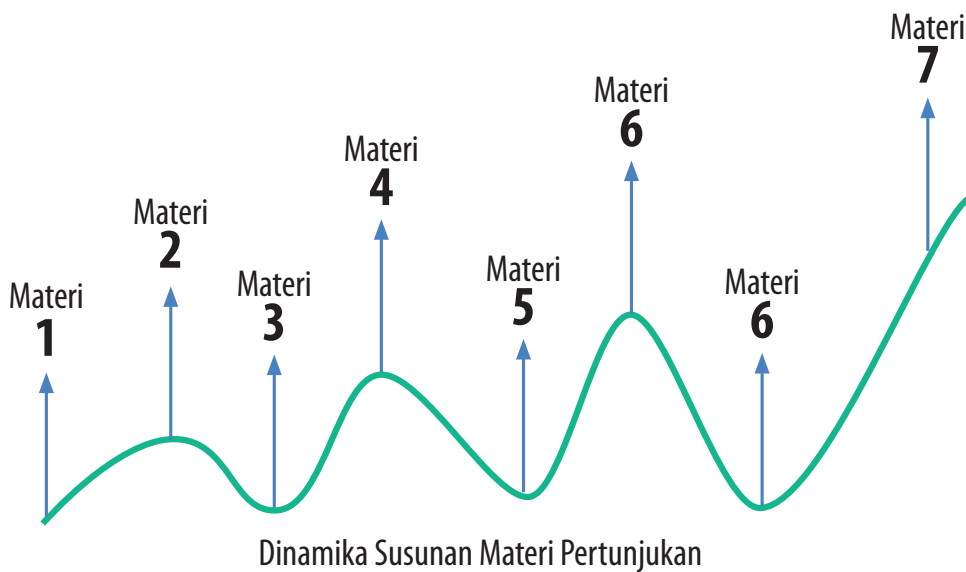 Materi
1
Materi
2
Materi
3
Materi
4
Materi
5
Materi
6
Materi
6
Materi
7
Dinamika Susunan Materi Pertunjukan